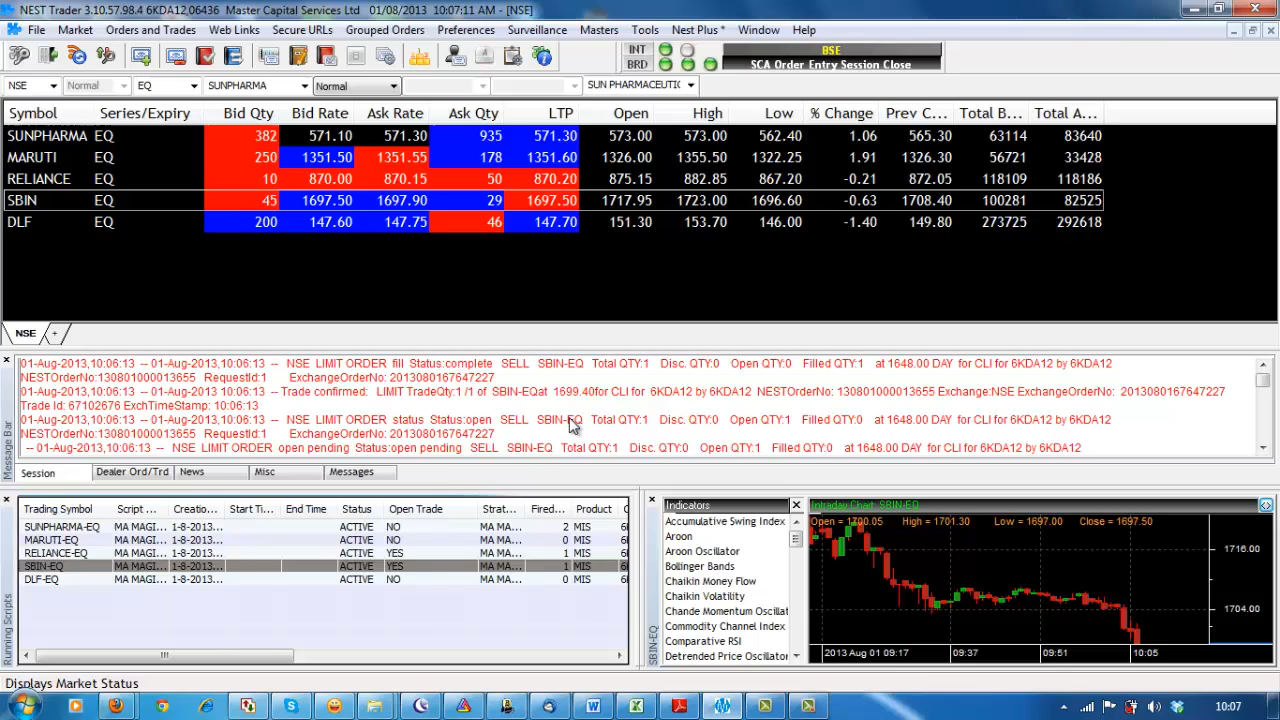 NEST Trader 3.10.57.98.4 6KDA12,06436 Master Capital Services Ltd 01/08/2013 10:07:11 AM - [NSE]
File Market Orders and Trades Web Links Secure URLs Grouped Orders Preferences Surveillance Masters Tools Nest Plus * Window Help
INT
BRD
BSE
SCA Order Entry Session Close
NSE Normal EQ SUNPHARMA Normal SUN PHARMACEUTIC
Symbol Series/Expiry Bid Qty Bid Rate Ask Rate Ask Qty LTP Open High Low % Change Prev C... Total B... Total A...
SUNPHARMA EQ 382 571.10 571.30 935 571.30 573.00 573.00 562.40 1.06 565.30 63114 83640
MARUTI EQ 250 1351.50 1351.55 178 1351.60 1326.00 1355.50 1322.25 1.91 1326.30 56721 33428
RELIANCE EQ 10 870.00 870.15 50 870.20 875.15 882.85 867.20 -0.21 872.05 118109 118186
SBIN EQ 45 1697.50 1697.90 29 1697.50 1717.95 1723.00 1696.60 -0.63 1708.40 100281 82525
DLF EQ 200 147.60 147.75 46 147.70 151.30 153.70 146.00 -1.40 149.80 273725 292618
NSE +
Message Bar
01-Aug-2013,10:06:13 -- 01-Aug-2013,10:06:13 -- NSE LIMIT ORDER fill Status:complete SELL SBIN-EQ Total QTY:1 Disc. QTY:0 Open QTY:0 Filled QTY:1 at 1648.00 DAY for CLI for 6KDA12 by 6KDA12
NESTOrderNo:130801000013655 RequestId:1 ExchangeOrderNo: 2013080167647227
01-Aug-2013,10:06:13 -- 01-Aug-2013,10:06:13 -- Trade confirmed: LIMIT TradeQty:1 /1 of SBIN-EQat 1699.40for CLI for 6KDA12 by 6KDA12 NESTOrderNo:130801000013655 Exchange:NSE ExchangeOrderNo: 2013080167647227
Trade Id: 67102676 ExchTimeStamp: 10:06:13
01-Aug-2013,10:06:13 -- 01-Aug-2013,10:06:13 -- NSE LIMIT ORDER status Status:open SELL SBIN-EQ Total QTY:1 Disc. QTY:0 Open QTY:1 Filled QTY:0 at 1648.00 DAY for CLI for 6KDA12 by 6KDA12
NESTOrderNo:130801000013655 RequestId:1 ExchangeOrderNo: 2013080167647227
-- 01-Aug-2013,10:06:13 -- NSE LIMIT ORDER open pending Status:open pending SELL SBIN-EQ Total QTY:1 Disc. QTY:0 Open QTY:1 Filled QTY:0 at 1648.00 DAY for CLI for 6KDA12 by 6KDA12
Session Dealer Ord/Trd News Misc Messages
Running Scripts
Trading Symbol Script ... Creatio... Start Ti... End Time Status Open Trade Strat... Fired... Product
SUNPHARMA-EQ MA MAGI... 1-8-2013... ACTIVE NO MA MA... 2 MIS
MARUTI-EQ MA MAGI... 1-8-2013... ACTIVE NO MA MA... 0 MIS
RELIANCE-EQ MA MAGI... 1-8-2013... ACTIVE YES MA MA... 1 MIS
SBIN-EQ MA MAGI... 1-8-2013... ACTIVE YES MA MA... 1 MIS
DLF-EQ MA MAGI... 1-8-2013... ACTIVE NO MA MA... 0 MIS
SBIN-EQ
Indicators
Accumulative Swing Index
Aroon
Aroon Oscillator
Bolinger Bands
Chaikin Money Flow
Chaikin Volatility
Chande Momentum Oscillat
Commodity Channel Index
Comparative RSI
Detrended Price Oscillator
Intraday Chart SBIN-EQ
Open = 1700.05 High = 1701.30 Low = 1697.00 Close = 1697.50
1716.00
1704.00
2013 Aug 01 09:17 09:37 09:51 10:05
Displays Market Status
10:07